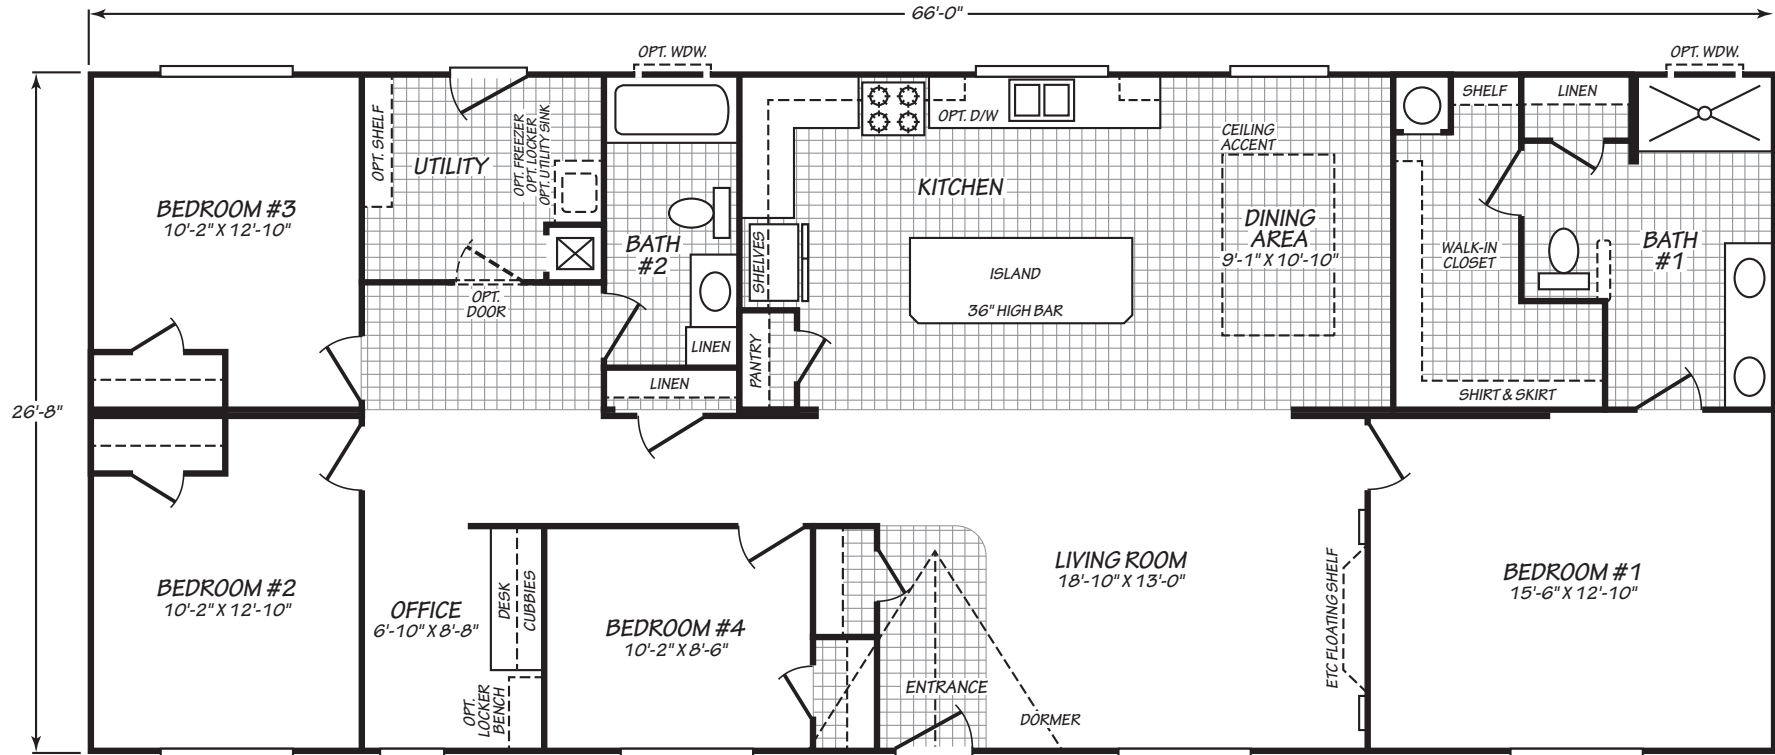 66'-0"
OPT. WDW.
OPT. WDW.
OPT. SHELF
UTILITY
OPT. FREEZER
OPT. LOCKER
OPT. UTILITY SINK
OPT. D/W
CEILING
ACCENT
SHELF
LINEN
KITCHEN
BEDROOM #3
10'-2" X 12'-10"
BATH
#2
SHELVES
ISLAND
36" HIGH BAR
DINING
AREA
9'-1" X 10'-10"
WALK-IN
CLOSET
BATH
#1
OPT.
DOOR
LINEN
PANTRY
LINEN
SHIRT & SKIRT
26'-8"
BEDROOM #2
10'-2" X 12'-10"
OFFICE
6'-10" X 8'-8"
DESK
CUBBIES
OPT.
LOCKER
BENCH
BEDROOM #4
10'-2" X 8'-6"
ENTRANCE
DORMER
LIVING ROOM
18'-10" X 13'-0"
ETC FLOATING SHELF
BEDROOM #1
15'-6" X 12'-10"